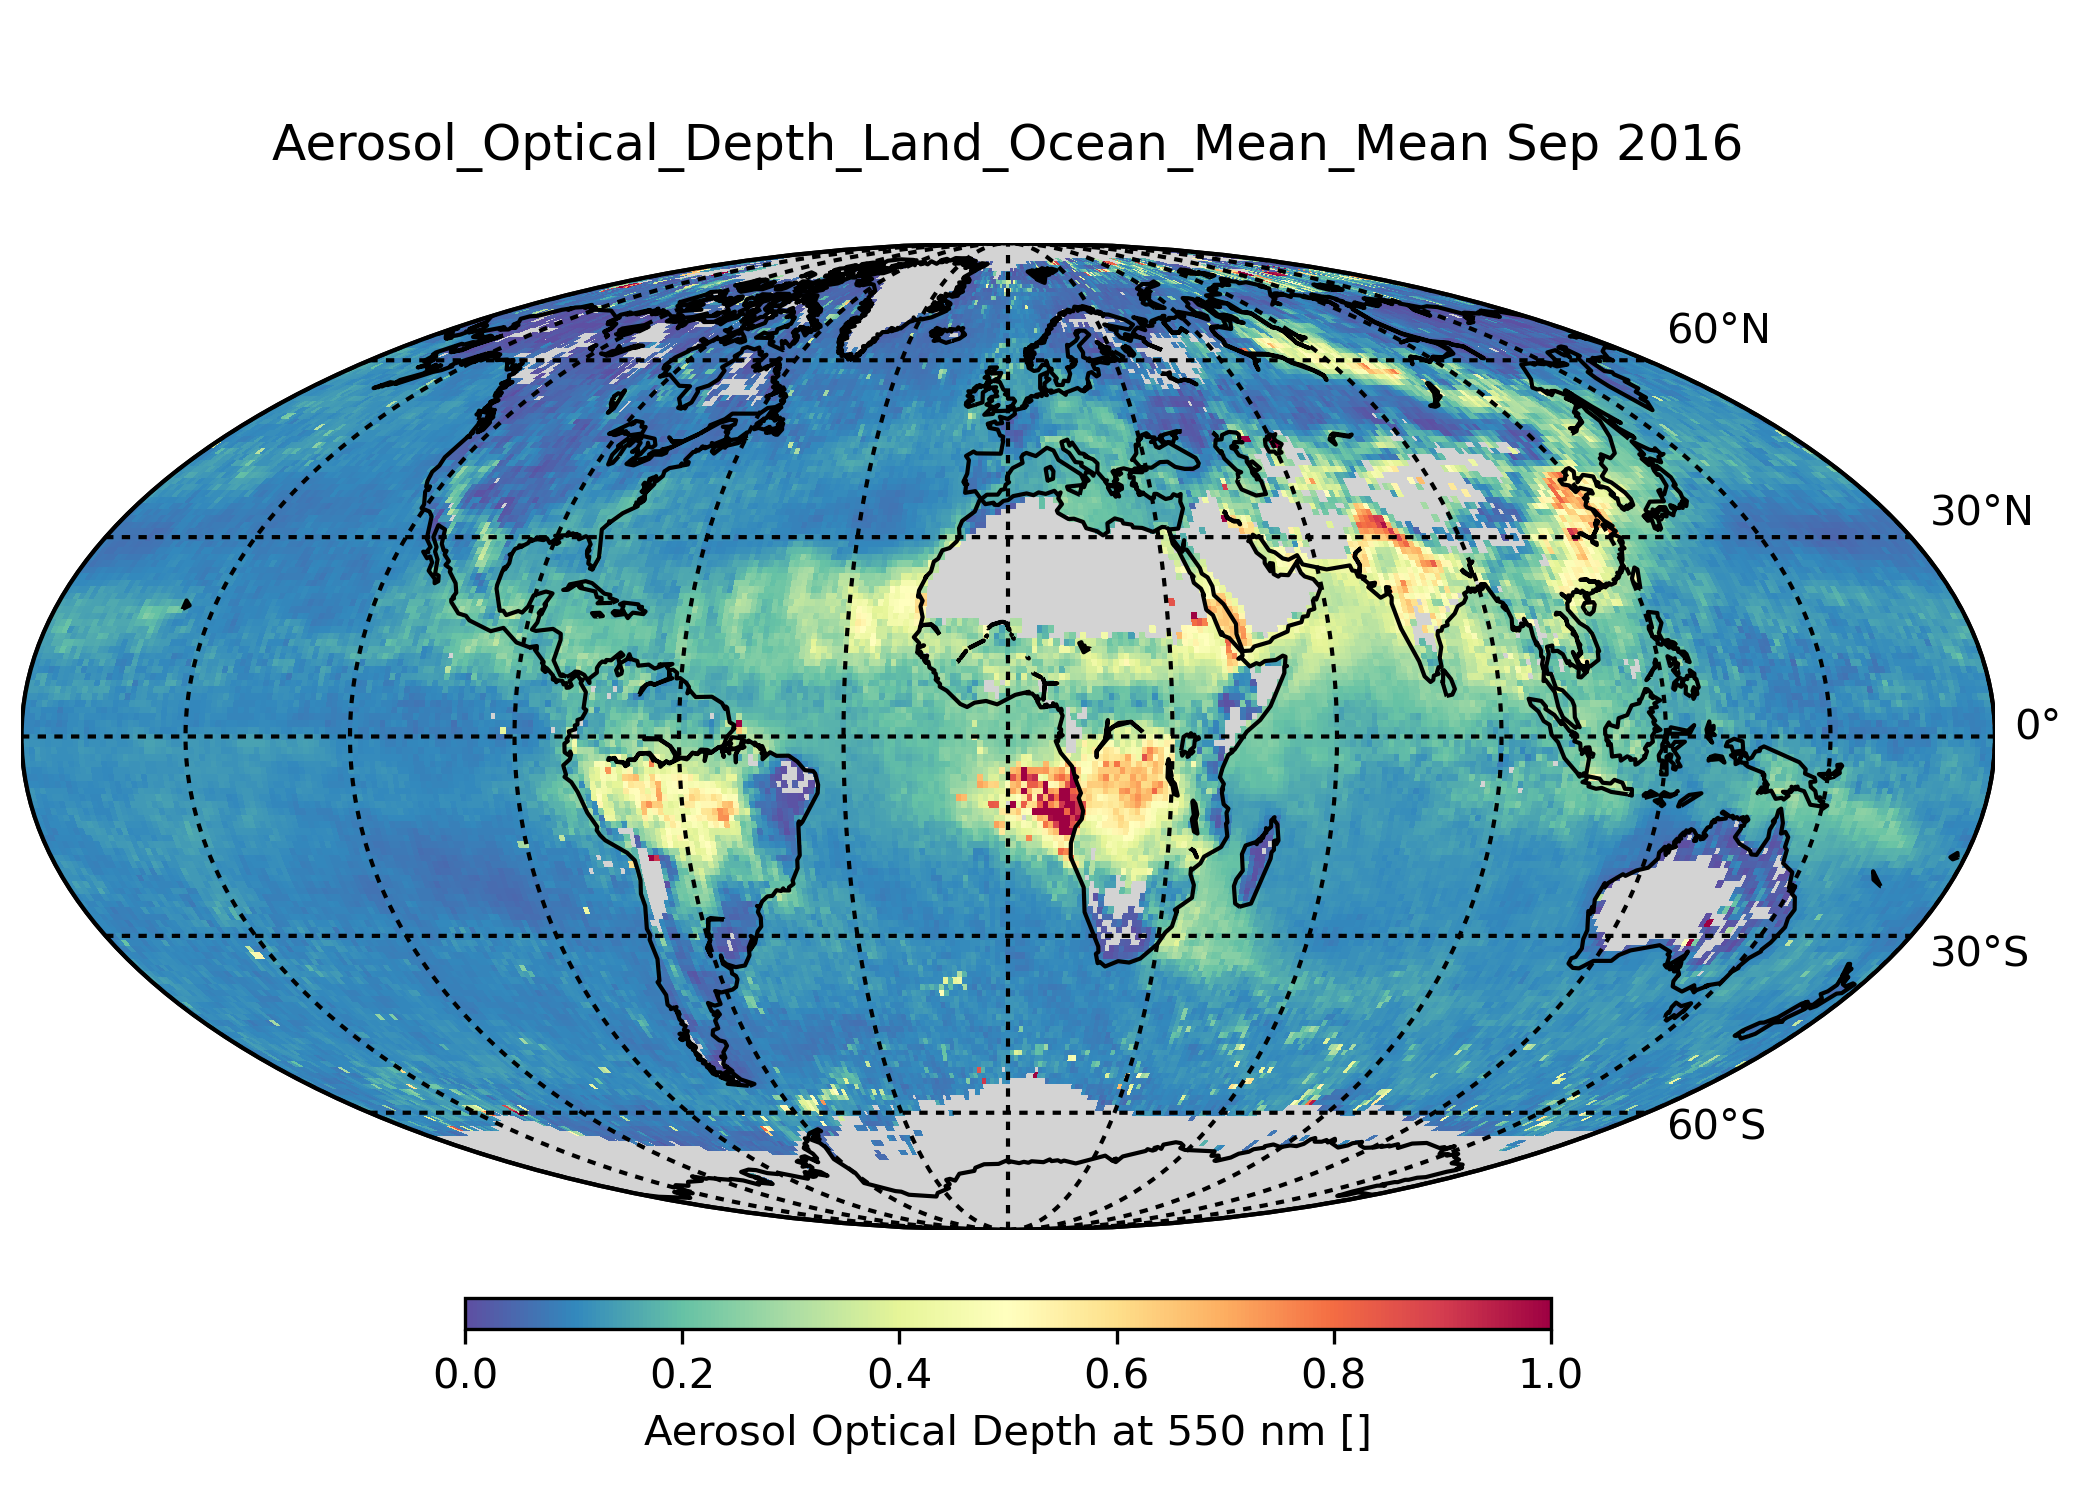 Aerosol_Optical_Depth_Land_Ocean_Mean_Mean Sep 2016
60°N
30°N
0°
30°S
60°S
0.0 0.2 0.4 0.6 0.8 1.0
Aerosol Optical Depth at 550 nm []